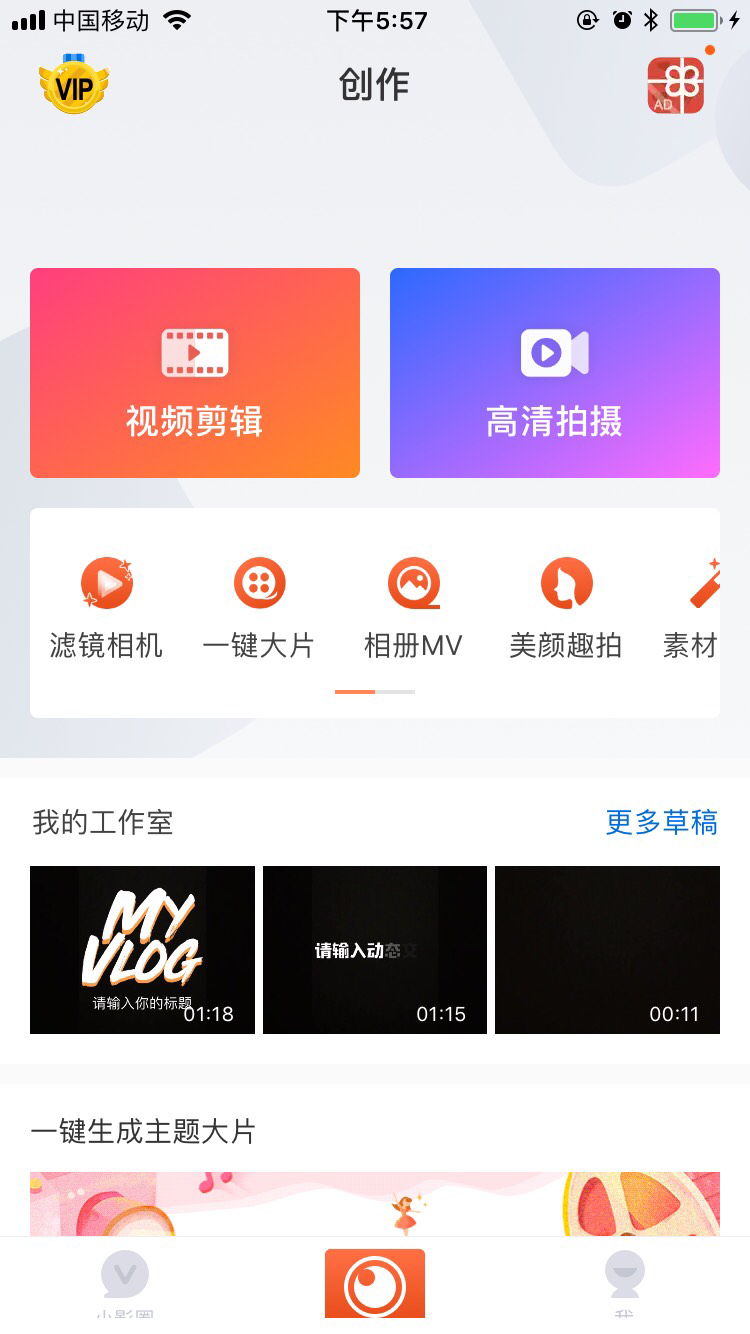 中国移动
下午5:57
VIP
创作
AD
视频剪辑
高清拍摄
滤镜相机
一键大片
相册MV
美颜趣拍
素材
我的工作室
更多草稿
MY
VLOG
请输入你的标题
01:18
请输入动态文
01:15
00:11
一键生成主题大片
小影圈
我